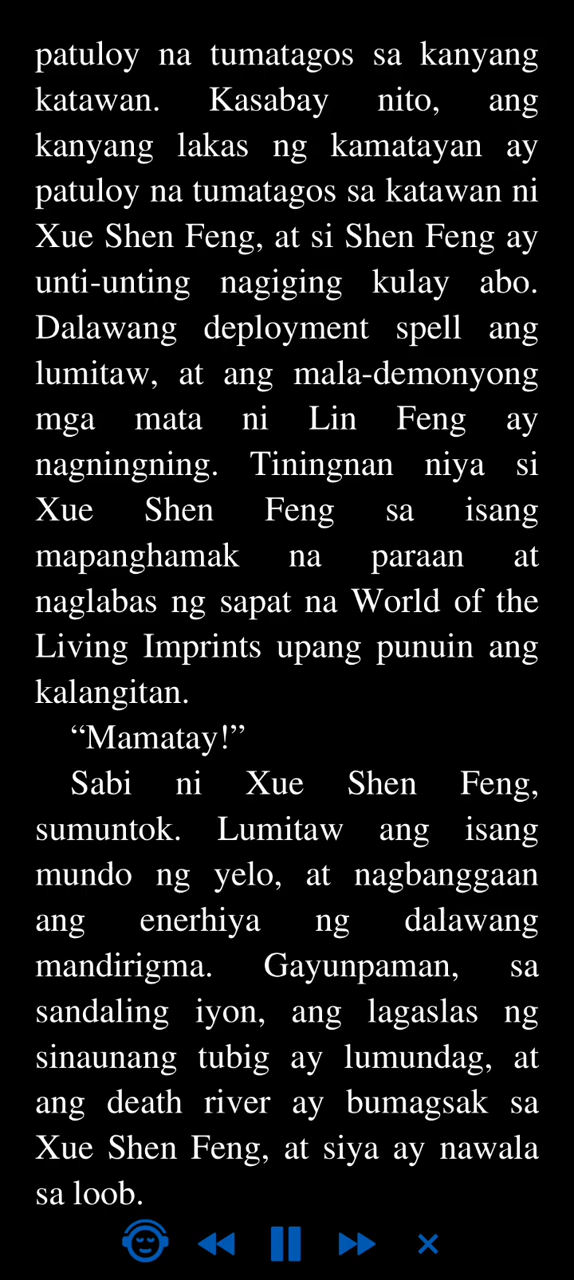 patuloy na tumatagos sa kanyang
katawan. Kasabay nito, ang
kanyang lakas ng kamatayan ay
patuloy na tumatagos sa katawan ni
Xue Shen Feng, at si Shen Feng ay
unti-unting nagiging kulay abo.
Dalawang deployment spell ang
lumitaw, at ang mala-demonyong
mga mata ni Lin Feng ay
nagningning. Tiningnan niya si
Xue Shen Feng sa isang
mapanghamak na paraan at
naglabas ng sapat na World of the
Living Imprints upang punuin ang
kalangitan.
“Mamatay!”
Sabi ni Xue Shen Feng,
sumuntok. Lumitaw ang isang
mundo ng yelo, at nagbanggaan
ang enerhiya ng dalawang
mandirigma. Gayunpaman, sa
sandaling iyon, ang lagaslas ng
sinaunang tubig ay lumundag, at
ang death river ay bumagsak sa
Xue Shen Feng, at siya ay nawala
sa loob.